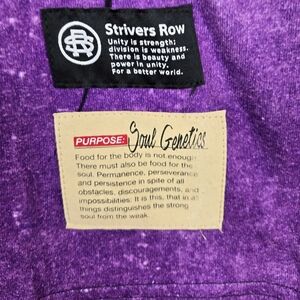 Strivers Row
Unity is strength;
division is weakness.
There is beauty and
power in unity.
For a better world.
PURPOSE: Soul Genetics
Food for the body is not enough.
There must also be food for the
soul. Permanence, perseverance
and persistence in spite of all
obstacles, discouragements, and
impossibilities: It is this, that in all
things distinguishes the strong
soul from the weak.